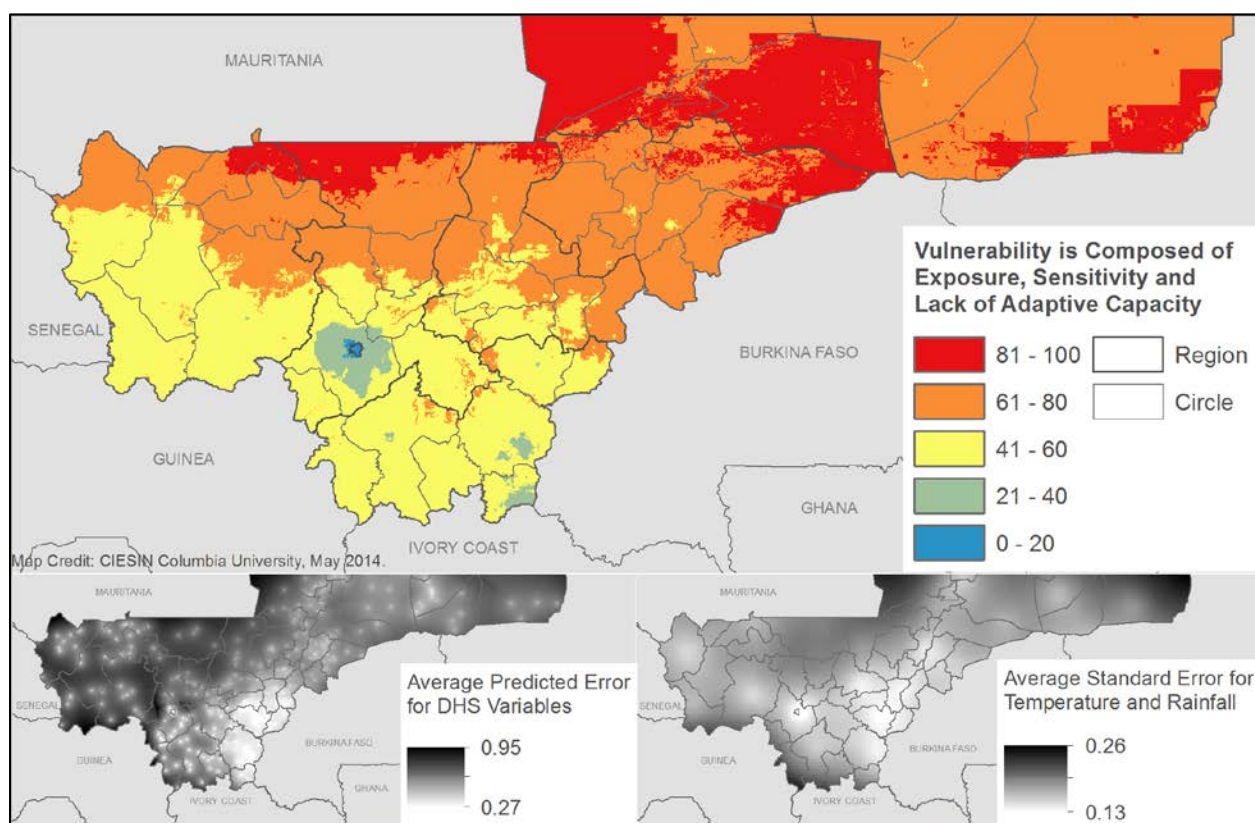 MAURITANIA
SENEGAL
GUINEA
BURKINA FASO
GHANA
IVORY COAST
Vulnerability is Composed of
Exposure, Sensitivity and
Lack of Adaptive Capacity
81 - 100 Region
61 - 80 Circle
41 - 60
21 - 40
0 - 20
Map Credit: CIESIN Columbia University, May 2014.
MAURITANIA
SENEGAL
GUINEA
BURKINA FASO
GHANA
IVORY COAST
Average Predicted Error
for DHS Variables
0.95
0.27
MAURITANIA
SENEGAL
GUINEA
BURKINA FASO
IVORY COAST
Average Standard Error for
Temperature and Rainfall
0.26
0.13